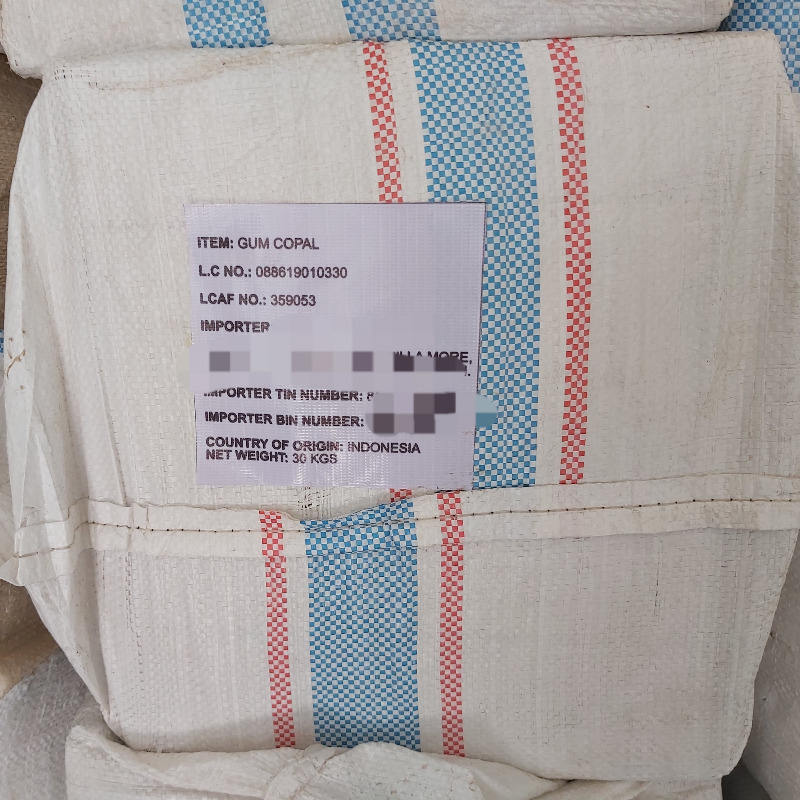 ITEM: GUM COPAL
L.C NO.: 088619010330
LCAF NO.: 359053
IMPORTER
IMPORTER TIN NUMBER: 8
IMPORTER BIN NUMBER:
COUNTRY OF ORIGIN: INDONESIA
NET WEIGHT: 30 KGS